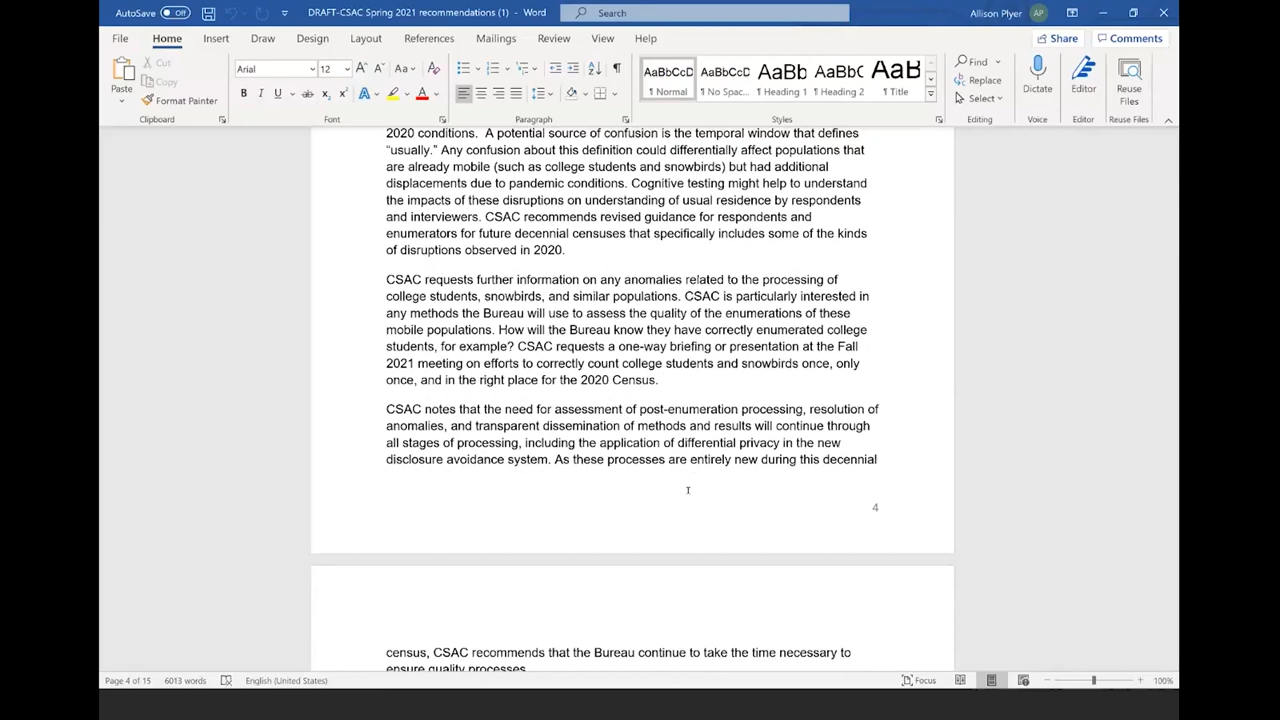 AutoSave Off DRAFT-CSAC Spring 2021 recommendations (1) - Word Search Allison Plyer AP
File Home Insert Draw Design Layout References Mailings Review View Help Share Comments
Paste Cut Copy Format Painter Clipboard
Arial 12 Font
Paragraph
AaBbCcD Normal AaBbCcD No Spac... AaBb Heading 1 AaBbC Heading 2 AaB Title Styles
Find Replace Select Editing
Dictate Voice
Editor Editor
Reuse Files Reuse Files
2020 conditions. A potential source of confusion is the temporal window that defines
“usually.” Any confusion about this definition could differentially affect populations that
are already mobile (such as college students and snowbirds) but had additional
displacements due to pandemic conditions. Cognitive testing might help to understand
the impacts of these disruptions on understanding of usual residence by respondents
and interviewers. CSAC recommends revised guidance for respondents and
enumerators for future decennial censuses that specifically includes some of the kinds
of disruptions observed in 2020.
CSAC requests further information on any anomalies related to the processing of
college students, snowbirds, and similar populations. CSAC is particularly interested in
any methods the Bureau will use to assess the quality of the enumerations of these
mobile populations. How will the Bureau know they have correctly enumerated college
students, for example? CSAC requests a one-way briefing or presentation at the Fall
2021 meeting on efforts to correctly count college students and snowbirds once, only
once, and in the right place for the 2020 Census.
CSAC notes that the need for assessment of post-enumeration processing, resolution of
anomalies, and transparent dissemination of methods and results will continue through
all stages of processing, including the application of differential privacy in the new
disclosure avoidance system. As these processes are entirely new during this decennial
4
census, CSAC recommends that the Bureau continue to take the time necessary to
ensure quality processes.
Page 4 of 15 6013 words English (United States) Focus 100%